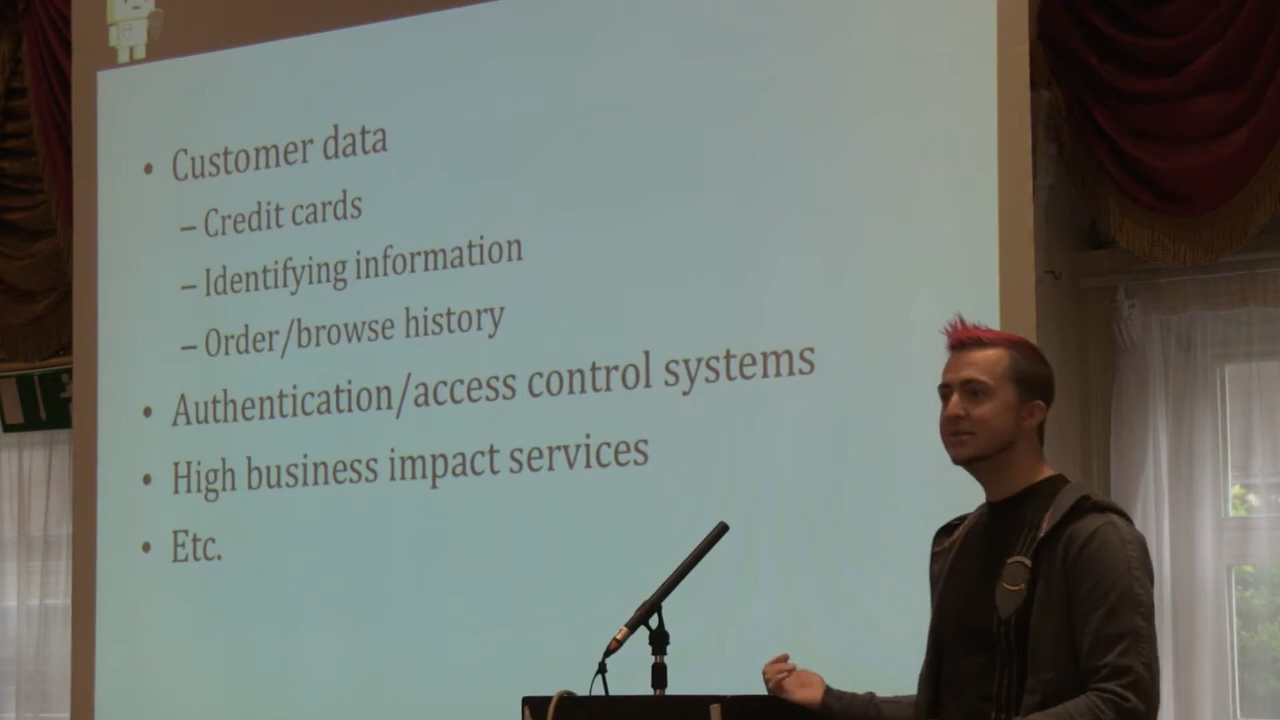 • Customer data
– Credit cards
– Identifying information
– Order/browse history
• Authentication/access control systems
• High business impact services
• Etc.